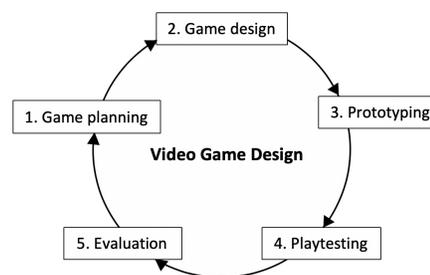 2. Game design
1. Game planning
3. Prototyping
Video Game Design
5. Evaluation
4. Playtesting